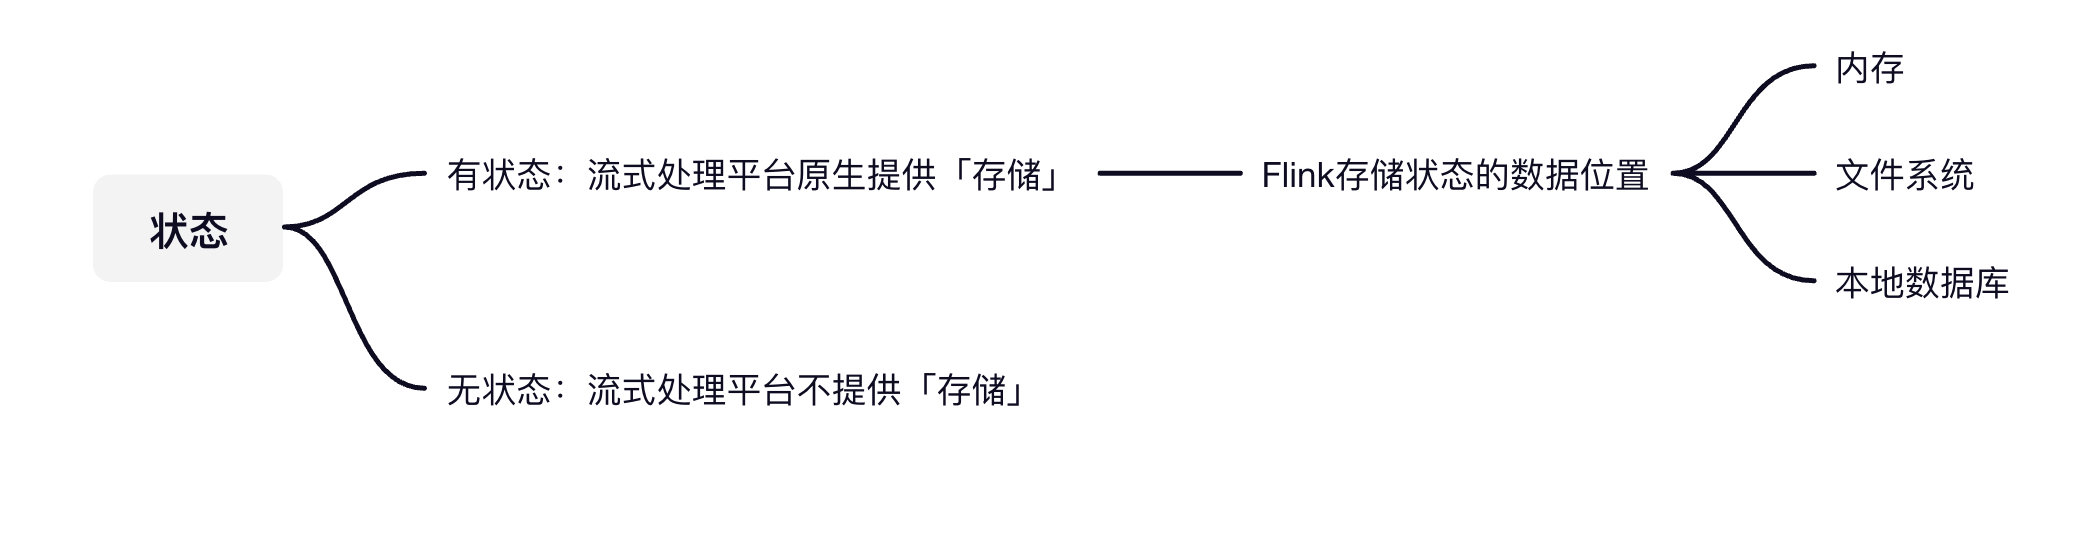 状态
有状态：流式处理平台原生提供「存储」
Flink存储状态的数据位置
内存
文件系统
本地数据库
无状态：流式处理平台不提供「存储」